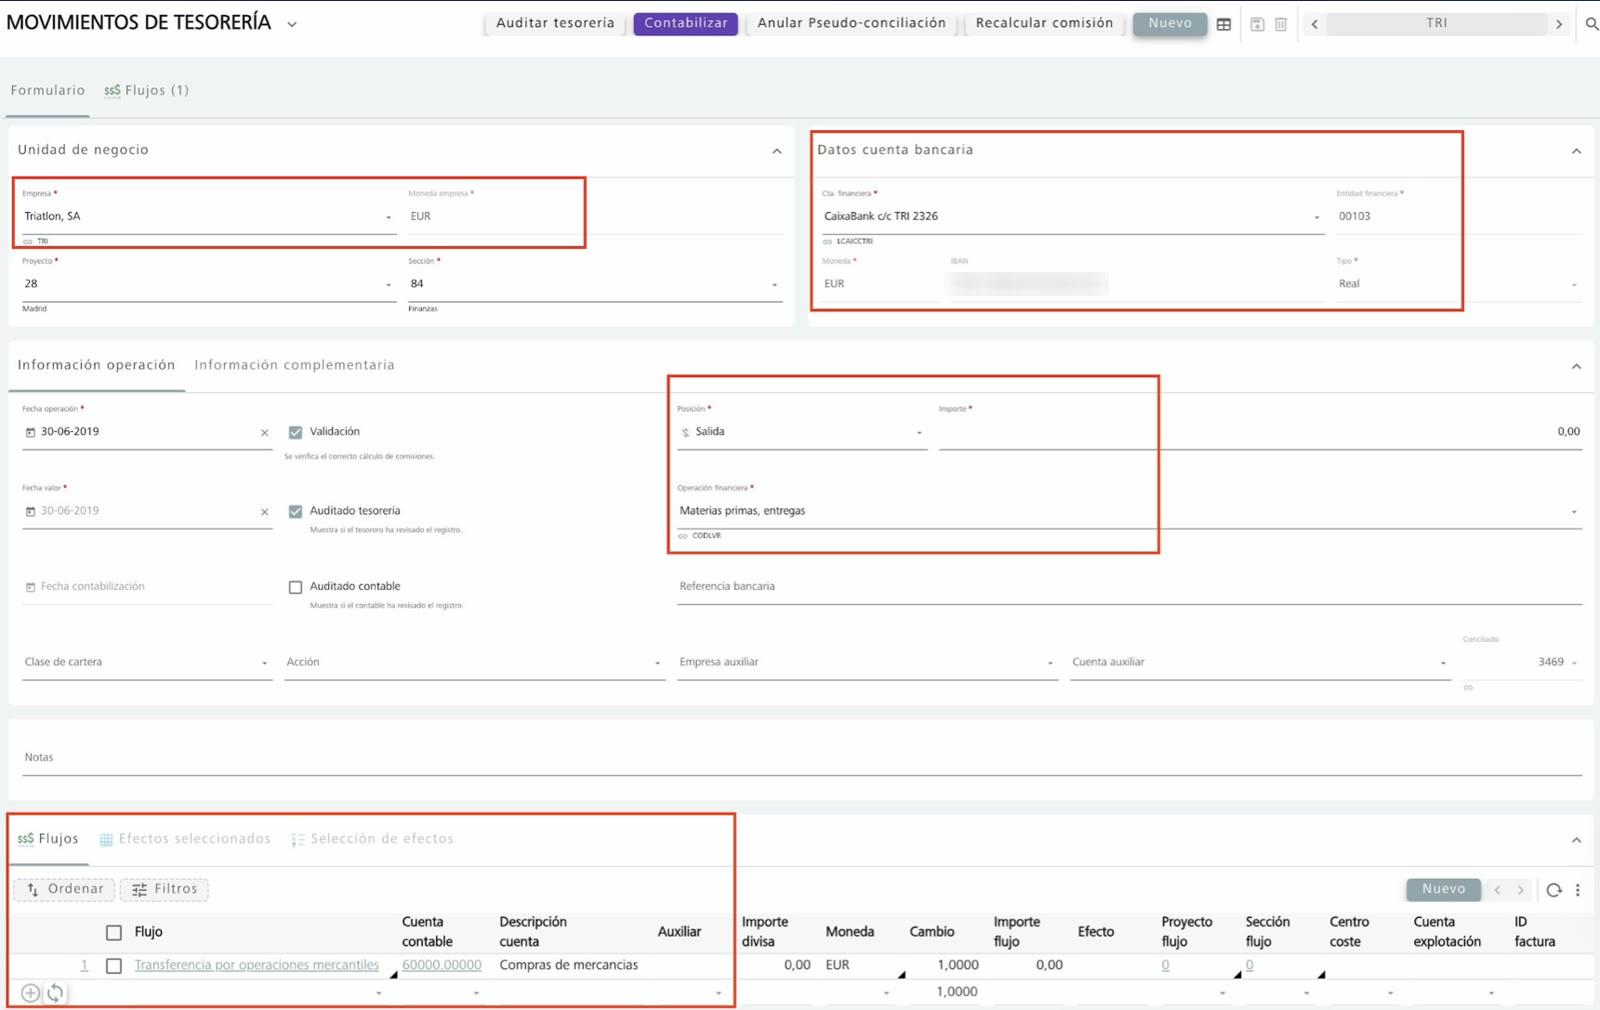 MOVIMIENTOS DE TESORERÍA
Auditar tesorería
Contabilizar
Anular Pseudo-conciliación
Recalcular comisión
Nuevo
TRI
Formulario
Flujos (1)
Unidad de negocio
Empresa *
Moneda empresa *
Triatlon, SA
EUR
TRI
Proyecto *
Sección *
28
84
Madrid
Finanzas
Datos cuenta bancaria
Cta. financiera *
Entidad financiera *
CaixaBank c/c TRI 2326
00103
1CAICCTRI
Moneda *
IBAN
Tipo *
EUR
Real
Información operación
Información complementaria
Fecha operación *
30-06-2019
Validación
Se verifica el correcto cálculo de comisiones.
Posición *
Importe *
Salida
0,00
Fecha valor *
30-06-2019
Auditado tesorería
Muestra si el tesorero ha revisado el registro.
Operación financiera *
Materias primas, entregas
CODLVR
Fecha contabilización
Auditado contable
Muestra si el contable ha revisado el registro.
Referencia bancaria
Clase de cartera
Acción
Empresa auxiliar
Cuenta auxiliar
Conciliado
3469
Notas
$$$ Flujos
Efectos seleccionados
Selección de efectos
Ordenar
Filtros
Nuevo
Flujo
Cuenta contable
Descripción cuenta
Auxiliar
Importe divisa
Moneda
Cambio
Importe flujo
Efecto
Proyecto flujo
Sección flujo
Centro coste
Cuenta explotación
ID factura
1 Transferencia por operaciones mercantiles 60000.00000 Compras de mercancias 0,00 EUR 1,0000 0,00 0 0
1,0000